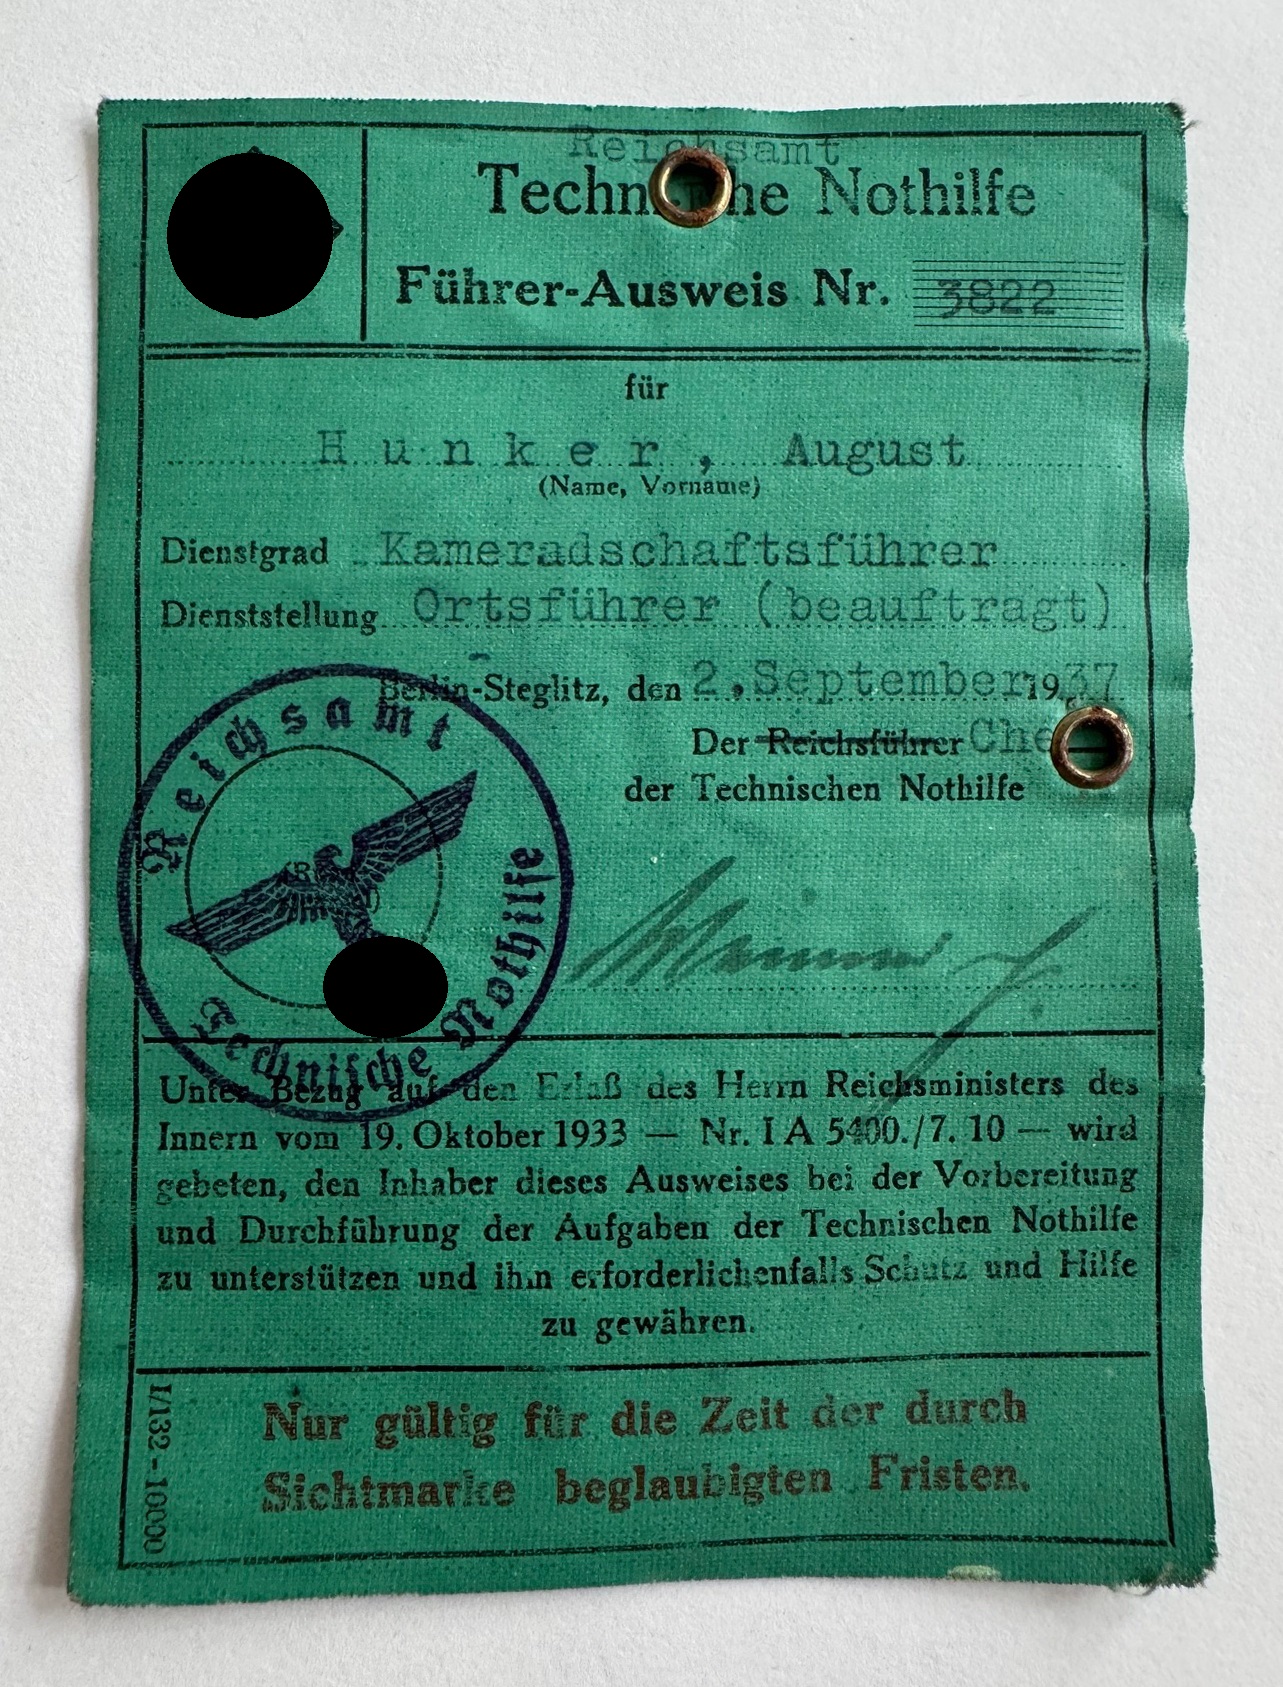 Reichsamt
Technische Nothilfe
Führer-Ausweis Nr. 3822
für
Hunker, August
(Name, Vorname)
Dienstgrad Kameradschaftsführer
Dienststellung Ortsführer (beauftragt)
Berlin-Steglitz, den 2. September 1937
Der Reichsführer Che
der Technischen Nothilfe
Reichsamt
Technische Nothilfe
Unter Bezug auf den Erlaß des Herrn Reichsministers des
Innern vom 19. Oktober 1933 — Nr. I A 5400./7. 10 — wird
gebeten, den Inhaber dieses Ausweises bei der Vorbereitung
und Durchführung der Aufgaben der Technischen Nothilfe
zu unterstützen und ihm erforderlichenfalls Schutz und Hilfe
zu gewähren.
Nur gültig für die Zeit der durch
Sichtmarke beglaubigten Fristen.
I/132 - 10000